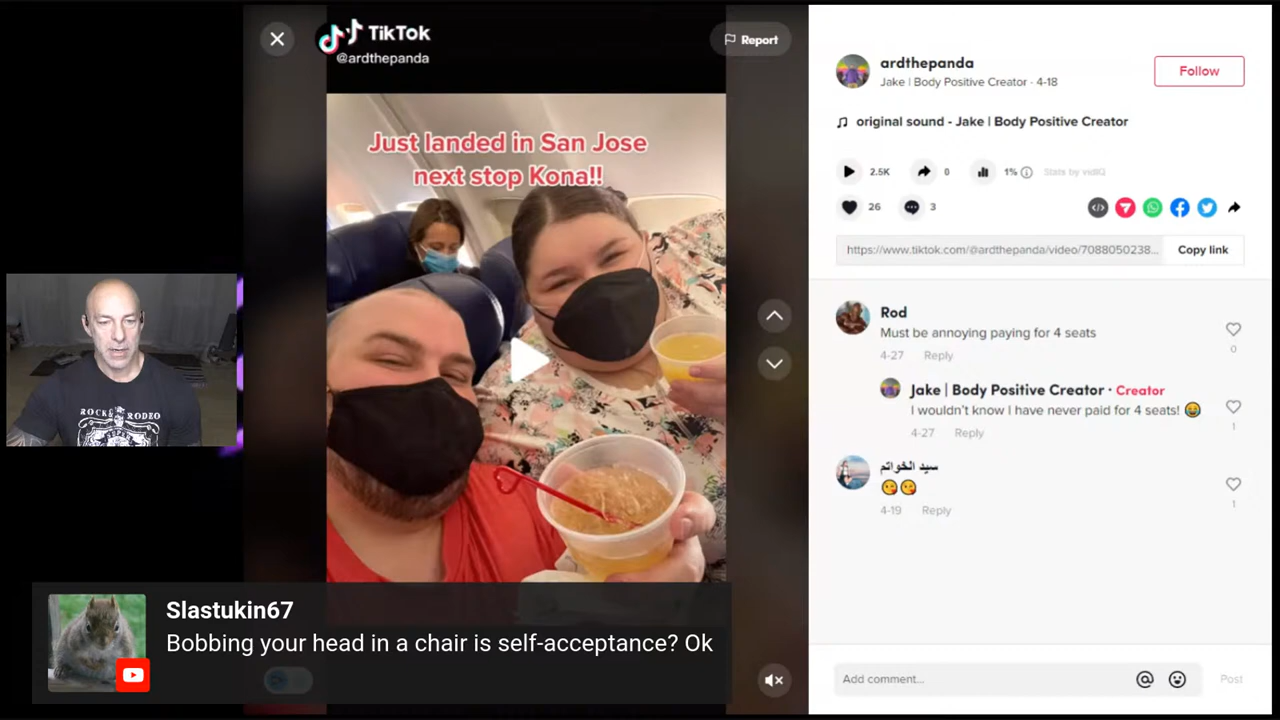 TikTok
@ardthepanda
Report
Just landed in San Jose
next stop Kona!!
ROCK RODEO
Slastukin67
Bobbing your head in a chair is self-acceptance? Ok
ardthepanda
Jake | Body Positive Creator · 4-18
Follow
original sound - Jake | Body Positive Creator
2.5K
0
1%
Stats by vidIQ
26
3
https://www.tiktok.com/@ardthepanda/video/7088050238...
Copy link
Rod
Must be annoying paying for 4 seats
0
4-27 Reply
Jake | Body Positive Creator · Creator
I wouldn't know I have never paid for 4 seats! 😂
1
4-27 Reply
سيد الخواتم
😘😘
1
4-19 Reply
Add comment...
Post